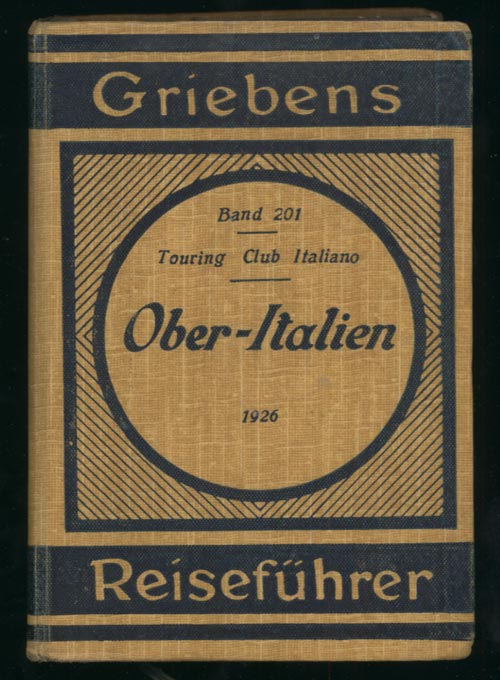 Griebens
Band 201
Touring Club Italiano
Ober-Italien
1926
Reiseführer